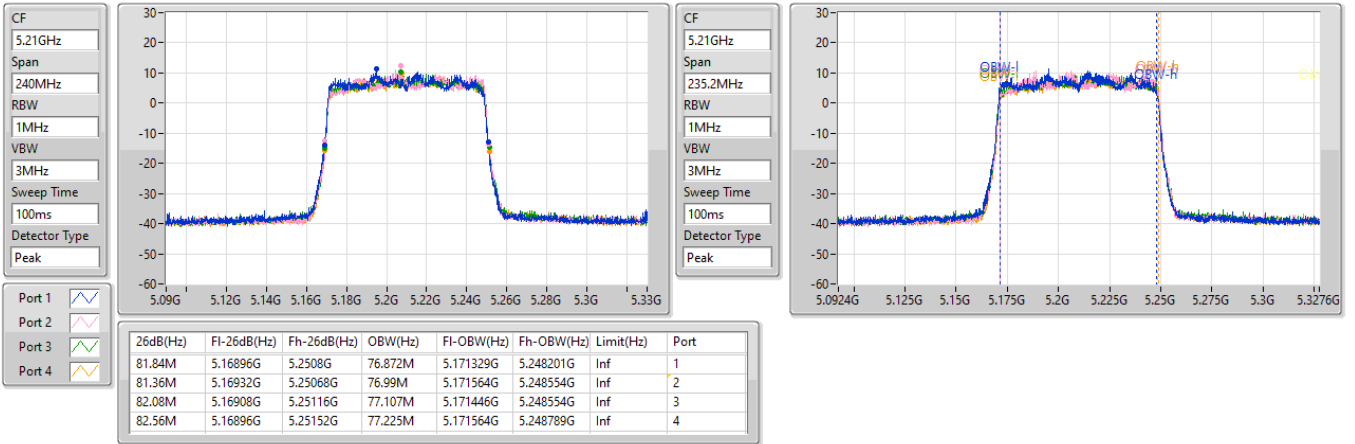 CF
5.21GHz
Span
240MHz
RBW
1MHz
VBW
3MHz
Sweep Time
100ms
Detector Type
Peak
30
20
10
0
-10
-20
-30
-40
-50
-60
5.09G 5.12G 5.14G 5.16G 5.18G 5.2G 5.22G 5.24G 5.26G 5.28G 5.3G 5.33G
CF
5.21GHz
Span
235.2MHz
RBW
1MHz
VBW
3MHz
Sweep Time
100ms
Detector Type
Peak
30
20
10
0
-10
-20
-30
-40
-50
-60
OBW-l
OBW-h
5.0924G 5.125G 5.15G 5.175G 5.2G 5.225G 5.25G 5.275G 5.3G 5.3276G
Port 1
Port 2
Port 3
Port 4
26dB(Hz) Fl-26dB(Hz) Fh-26dB(Hz) OBW(Hz) Fl-OBW(Hz) Fh-OBW(Hz) Limit(Hz) Port
81.84M 5.16896G 5.2508G 76.872M 5.171329G 5.248201G Inf 1
81.36M 5.16932G 5.25068G 76.99M 5.171564G 5.248554G Inf 2
82.08M 5.16908G 5.25116G 77.107M 5.171446G 5.248554G Inf 3
82.56M 5.16896G 5.25152G 77.225M 5.171564G 5.248789G Inf 4